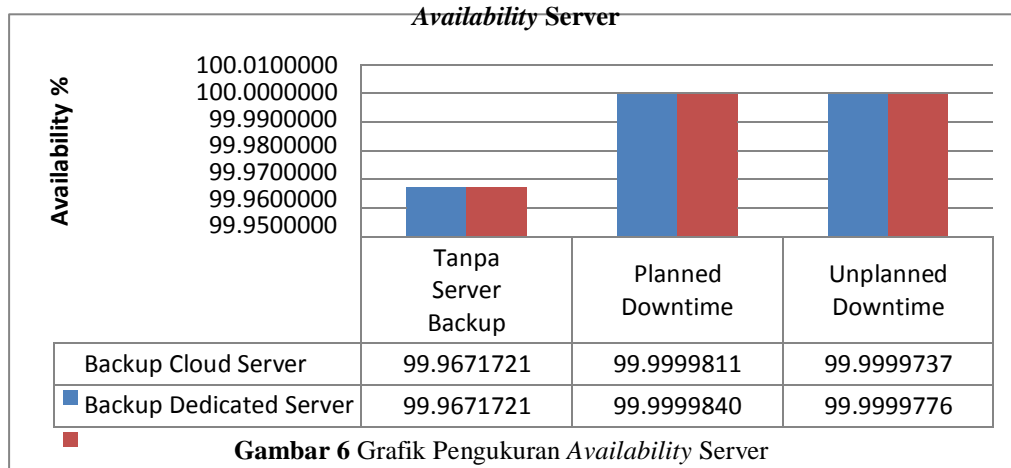 Availability Server
Availability %
100.0100000
100.0000000
99.9900000
99.9800000
99.9700000
99.9600000
99.9500000
Tanpa
Server
Backup
Planned
Downtime
Unplanned
Downtime
Backup Cloud Server 99.9671721 99.9999811 99.9999737
Backup Dedicated Server 99.9671721 99.9999840 99.9999776
Gambar 6 Grafik Pengukuran Availability Server